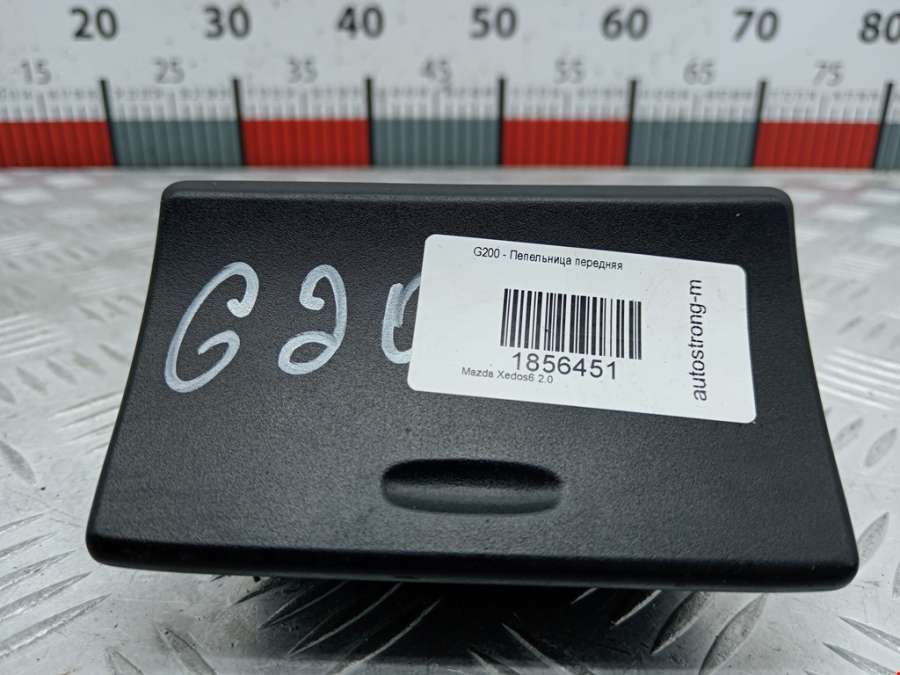 20 30 40 50 60 70 80
15 25 35 45 55 65 75
G20
G200 - Пепельница передняя
1856451
Mazda Xedos6 2.0
autostrong-m